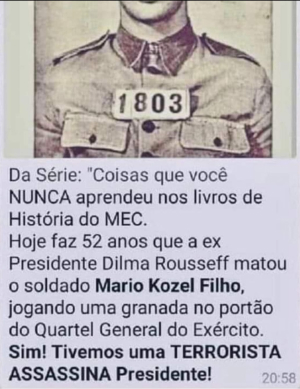 1803
Da Série: "Coisas que você
NUNCA aprendeu nos livros de
História do MEC.
Hoje faz 52 anos que a ex
Presidente Dilma Rousseff matou
o soldado Mario Kozel Filho,
jogando uma granada no portão
do Quartel General do Exército.
Sim! Tivemos uma TERRORISTA
ASSASSINA Presidente!
20:58